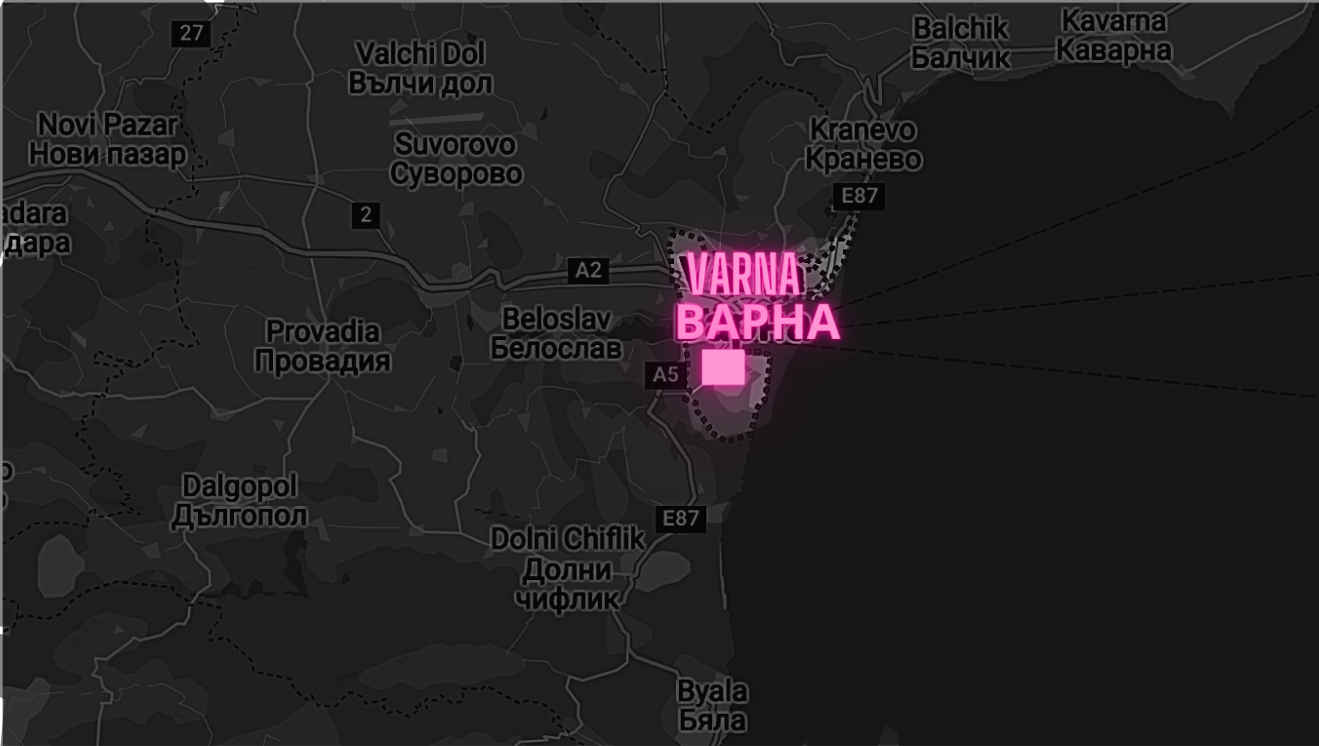 27
Valchi Dol
Вълчи дол
Balchik
Балчик
Kavarna
Каварна
Novi Pazar
Нови пазар
Suvorovo
Суворово
Kranevo
Кранево
E87
2
adara
дара
A2
VARNA
ВАРНА
Provadia
Провадия
Beloslav
Белослав
A5
Dalgopol
Дългопол
E87
Dolni Chiflik
Долни
чифлик
Byala
Бяла